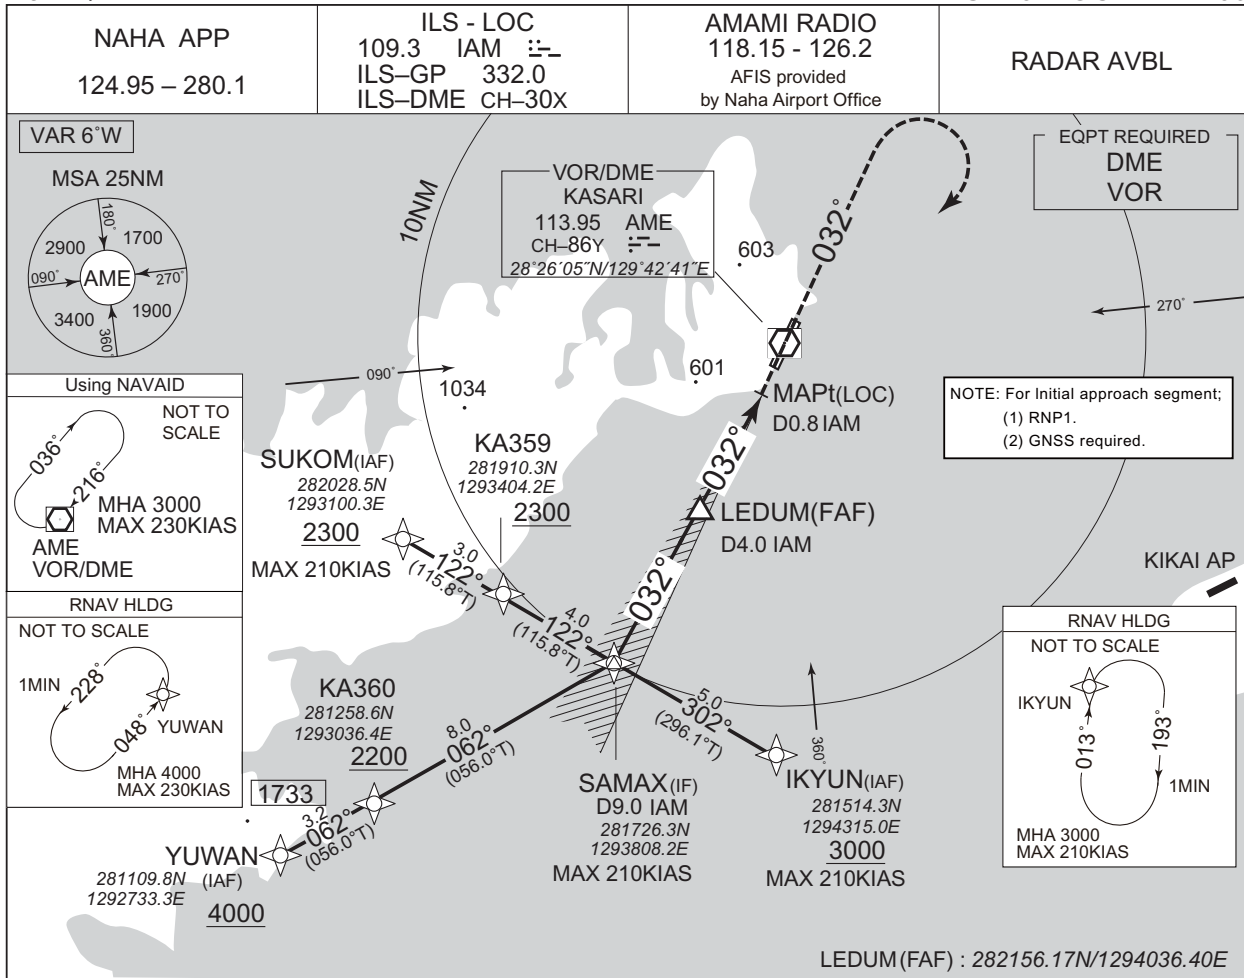 NAHA APP
124.95 – 280.1
ILS - LOC
109.3 IAM
ILS–GP 332.0
ILS–DME CH–30X
AMAMI RADIO
118.15 - 126.2
AFIS provided
by Naha Airport Office
RADAR AVBL
VAR 6°W
MSA 25NM
180°
2900 1700
090° AME 270°
3400 1900
360°
10NM
VOR/DME
KASARI
113.95 AME
CH–86Y
28°26´05˝N/129°42´41˝E
603
032°
EQPT REQUIRED
DME
VOR
270°
090°
1034
601
MAPt(LOC)
D0.8 IAM
NOTE: For Initial approach segment;
(1) RNP1.
(2) GNSS required.
Using NAVAID
NOT TO
SCALE
036°
216°
MHA 3000
MAX 230KIAS
AME
VOR/DME
SUKOM(IAF)
282028.5N
1293100.3E
2300
MAX 210KIAS
KA359
281910.3N
1293404.2E
2300
032°
LEDUM(FAF)
D4.0 IAM
3.0
122°
(115.8°T)
4.0
122°
(115.8°T)
032°
KIKAI AP
RNAV HLDG
NOT TO SCALE
1MIN
228°
048°
YUWAN
MHA 4000
MAX 230KIAS
KA360
281258.6N
1293036.4E
2200
8.0
062°
(056.0°T)
5.0
302°
(296.1°T)
360°
RNAV HLDG
NOT TO SCALE
IKYUN
013°
193°
1MIN
MHA 3000
MAX 210KIAS
1733
3.2
062°
(056.0°T)
YUWAN
(IAF)
281109.8N
1292733.3E
4000
SAMAX(IF)
D9.0 IAM
281726.3N
1293808.2E
MAX 210KIAS
IKYUN(IAF)
281514.3N
1294315.0E
3000
MAX 210KIAS
LEDUM(FAF) : 282156.17N/1294036.40E